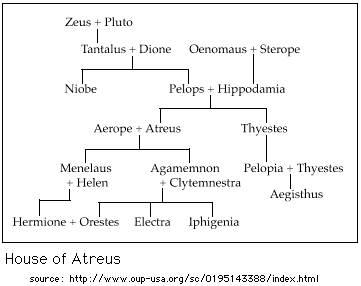 Zeus + Pluto
Tantalus + Dione Oenomaus + Sterope
Niobe Pelops + Hippodamia
Aerope + Atreus Thyestes
Menelaus Agamemnon Pelopia + Thyestes
+ Helen + Clytemnestra
Aegisthus
Hermione + Orestes Electra Iphigenia
House of Atreus
source: http://www.oup-usa.org/sc/0195143388/index.html